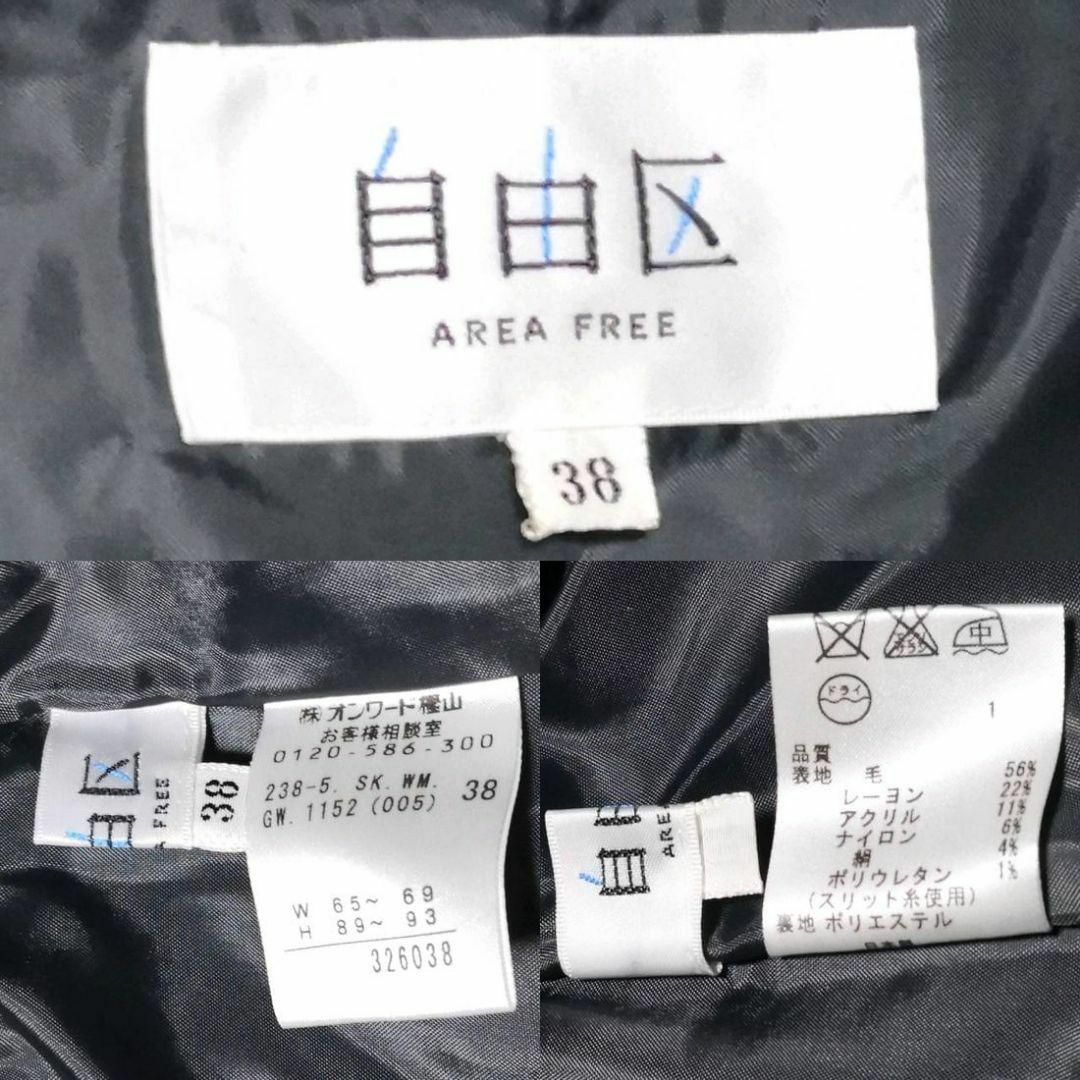 自由区
AREA FREE
38
区
自
FREE
38
㈱オンワード樫山
お客様相談室
0120-586-300
238-5. SK. WM.
GW. 1152 (005) 38
W 65~ 69
H 89~ 93
326038
自
ARE
中
ドライ
1
品質
表地 毛 56%
レーヨン 22%
アクリル 11%
ナイロン 6%
絹 4%
ポリウレタン 1%
(スリット糸使用)
裏地 ポリエステル